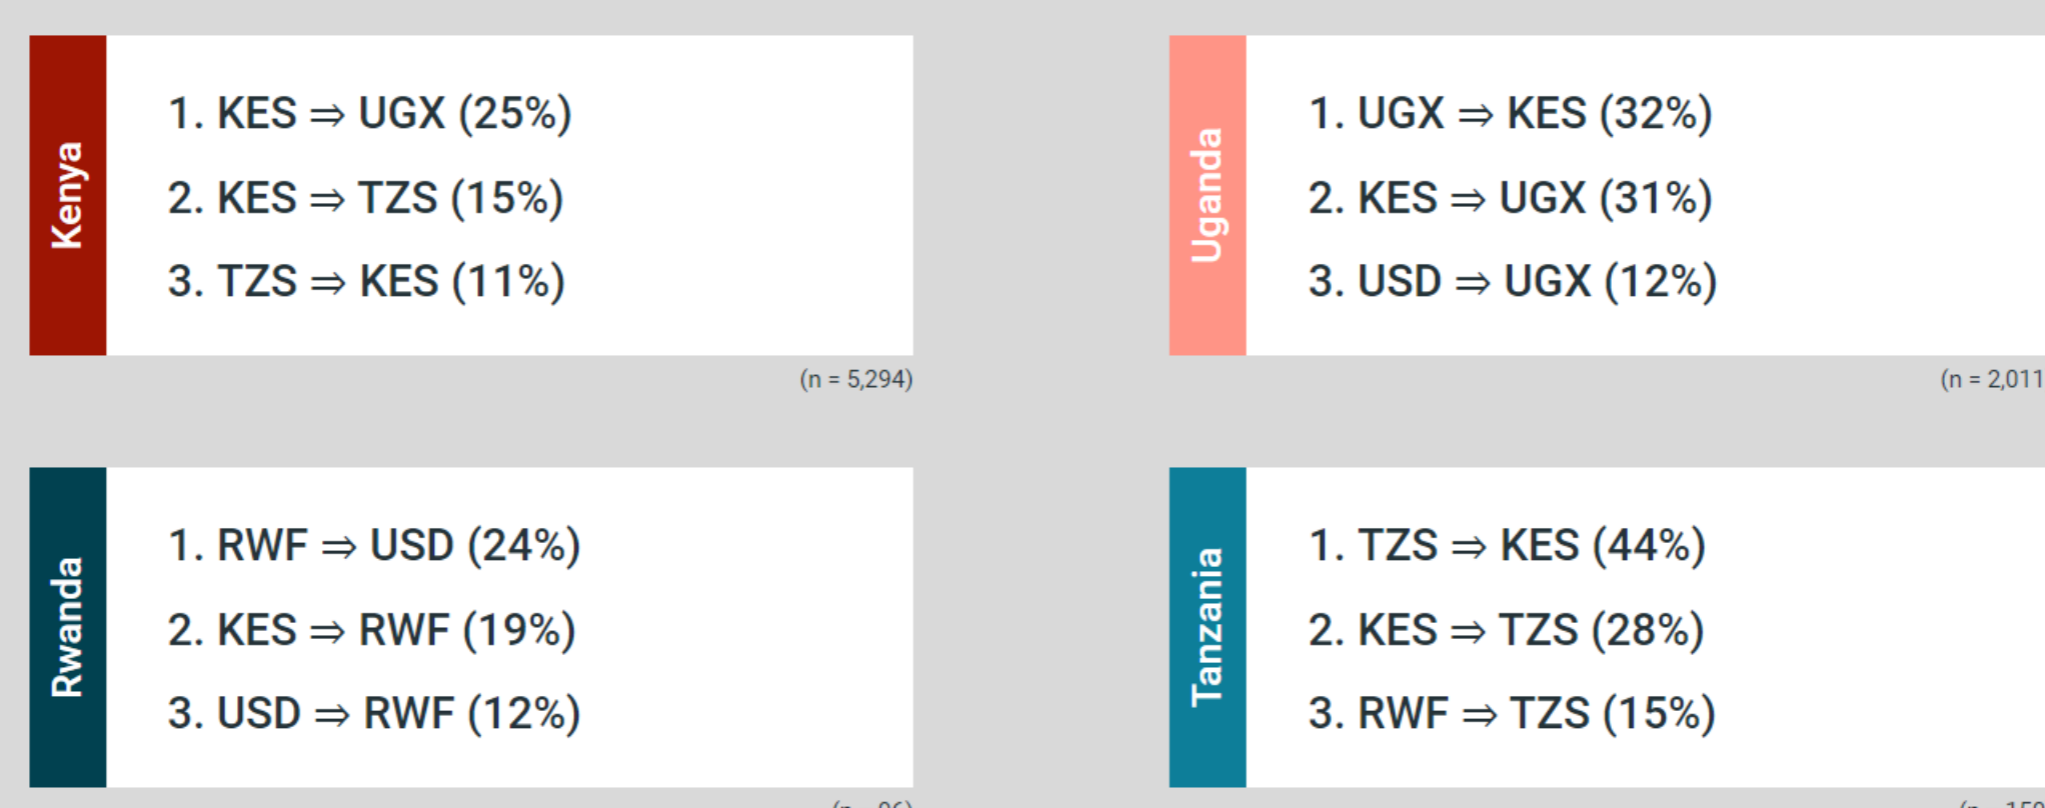 Kenya
1. KES ⇒ UGX (25%)
2. KES ⇒ TZS (15%)
3. TZS ⇒ KES (11%)
(n = 5,294)
Uganda
1. UGX ⇒ KES (32%)
2. KES ⇒ UGX (31%)
3. USD ⇒ UGX (12%)
(n = 2,011
Rwanda
1. RWF ⇒ USD (24%)
2. KES ⇒ RWF (19%)
3. USD ⇒ RWF (12%)
Tanzania
1. TZS ⇒ KES (44%)
2. KES ⇒ TZS (28%)
3. RWF ⇒ TZS (15%)